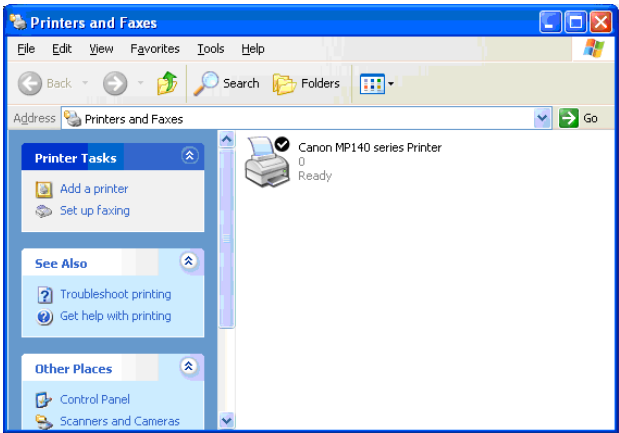 Printers and Faxes
File Edit View Favorites Tools Help
Back Search Folders
Address Printers and Faxes Go
Printer Tasks
Add a printer
Set up faxing
See Also
Troubleshoot printing
Get help with printing
Other Places
Control Panel
Scanners and Cameras
Canon MP140 series Printer
0
Ready